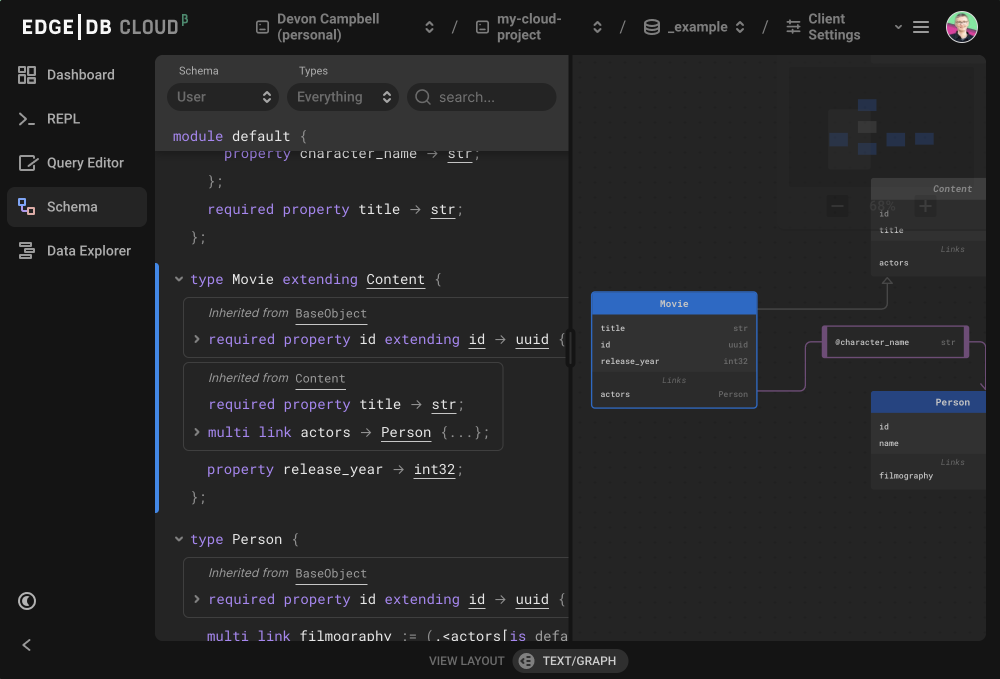 EDGE|DB CLOUDβ
Devon Campbell (personal)
/
my-cloud-project
/
_example
/
Client Settings
Dashboard
REPL
Query Editor
Schema
Data Explorer
Schema
Types
User
Everything
search...
module default {
property character_name → str;
};
required property title → str;
};
type Movie extending Content {
Inherited from BaseObject
required property id extending id → uuid {
Inherited from Content
required property title → str;
multi link actors → Person {...};
property release_year → int32;
};
type Person {
Inherited from BaseObject
required property id extending id → uuid {
multi link filmography := (.<actors[is defa
68%
Content
id
title
Links
actors
Movie
title str
id uuid
release_year int32
Links
actors Person
@character_name str
Person
id
name
Links
filmography
VIEW LAYOUT TEXT/GRAPH